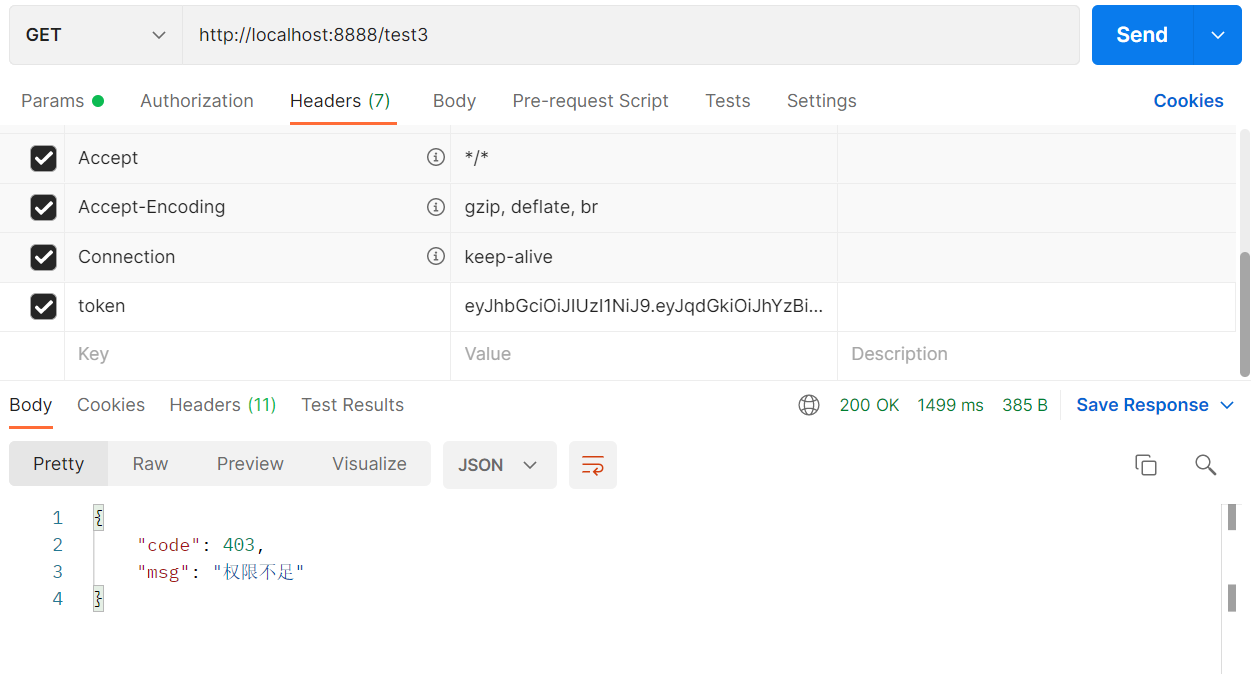 GET http://localhost:8888/test3 Send
Params Authorization Headers (7) Body Pre-request Script Tests Settings Cookies
Accept */*
Accept-Encoding gzip, deflate, br
Connection keep-alive
token eyJhbGciOiJIUzI1NiJ9.eyJqdGkiOiJhYzBi...
Key Value Description
Body Cookies Headers (11) Test Results 200 OK 1499 ms 385 B Save Response
Pretty Raw Preview Visualize JSON
1 {
2 "code": 403,
3 "msg": "权限不足"
4 }